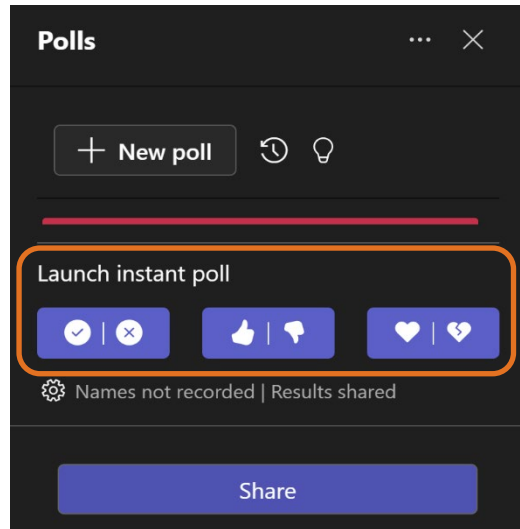 Polls
New poll
Launch instant poll
Names not recorded | Results shared
Share